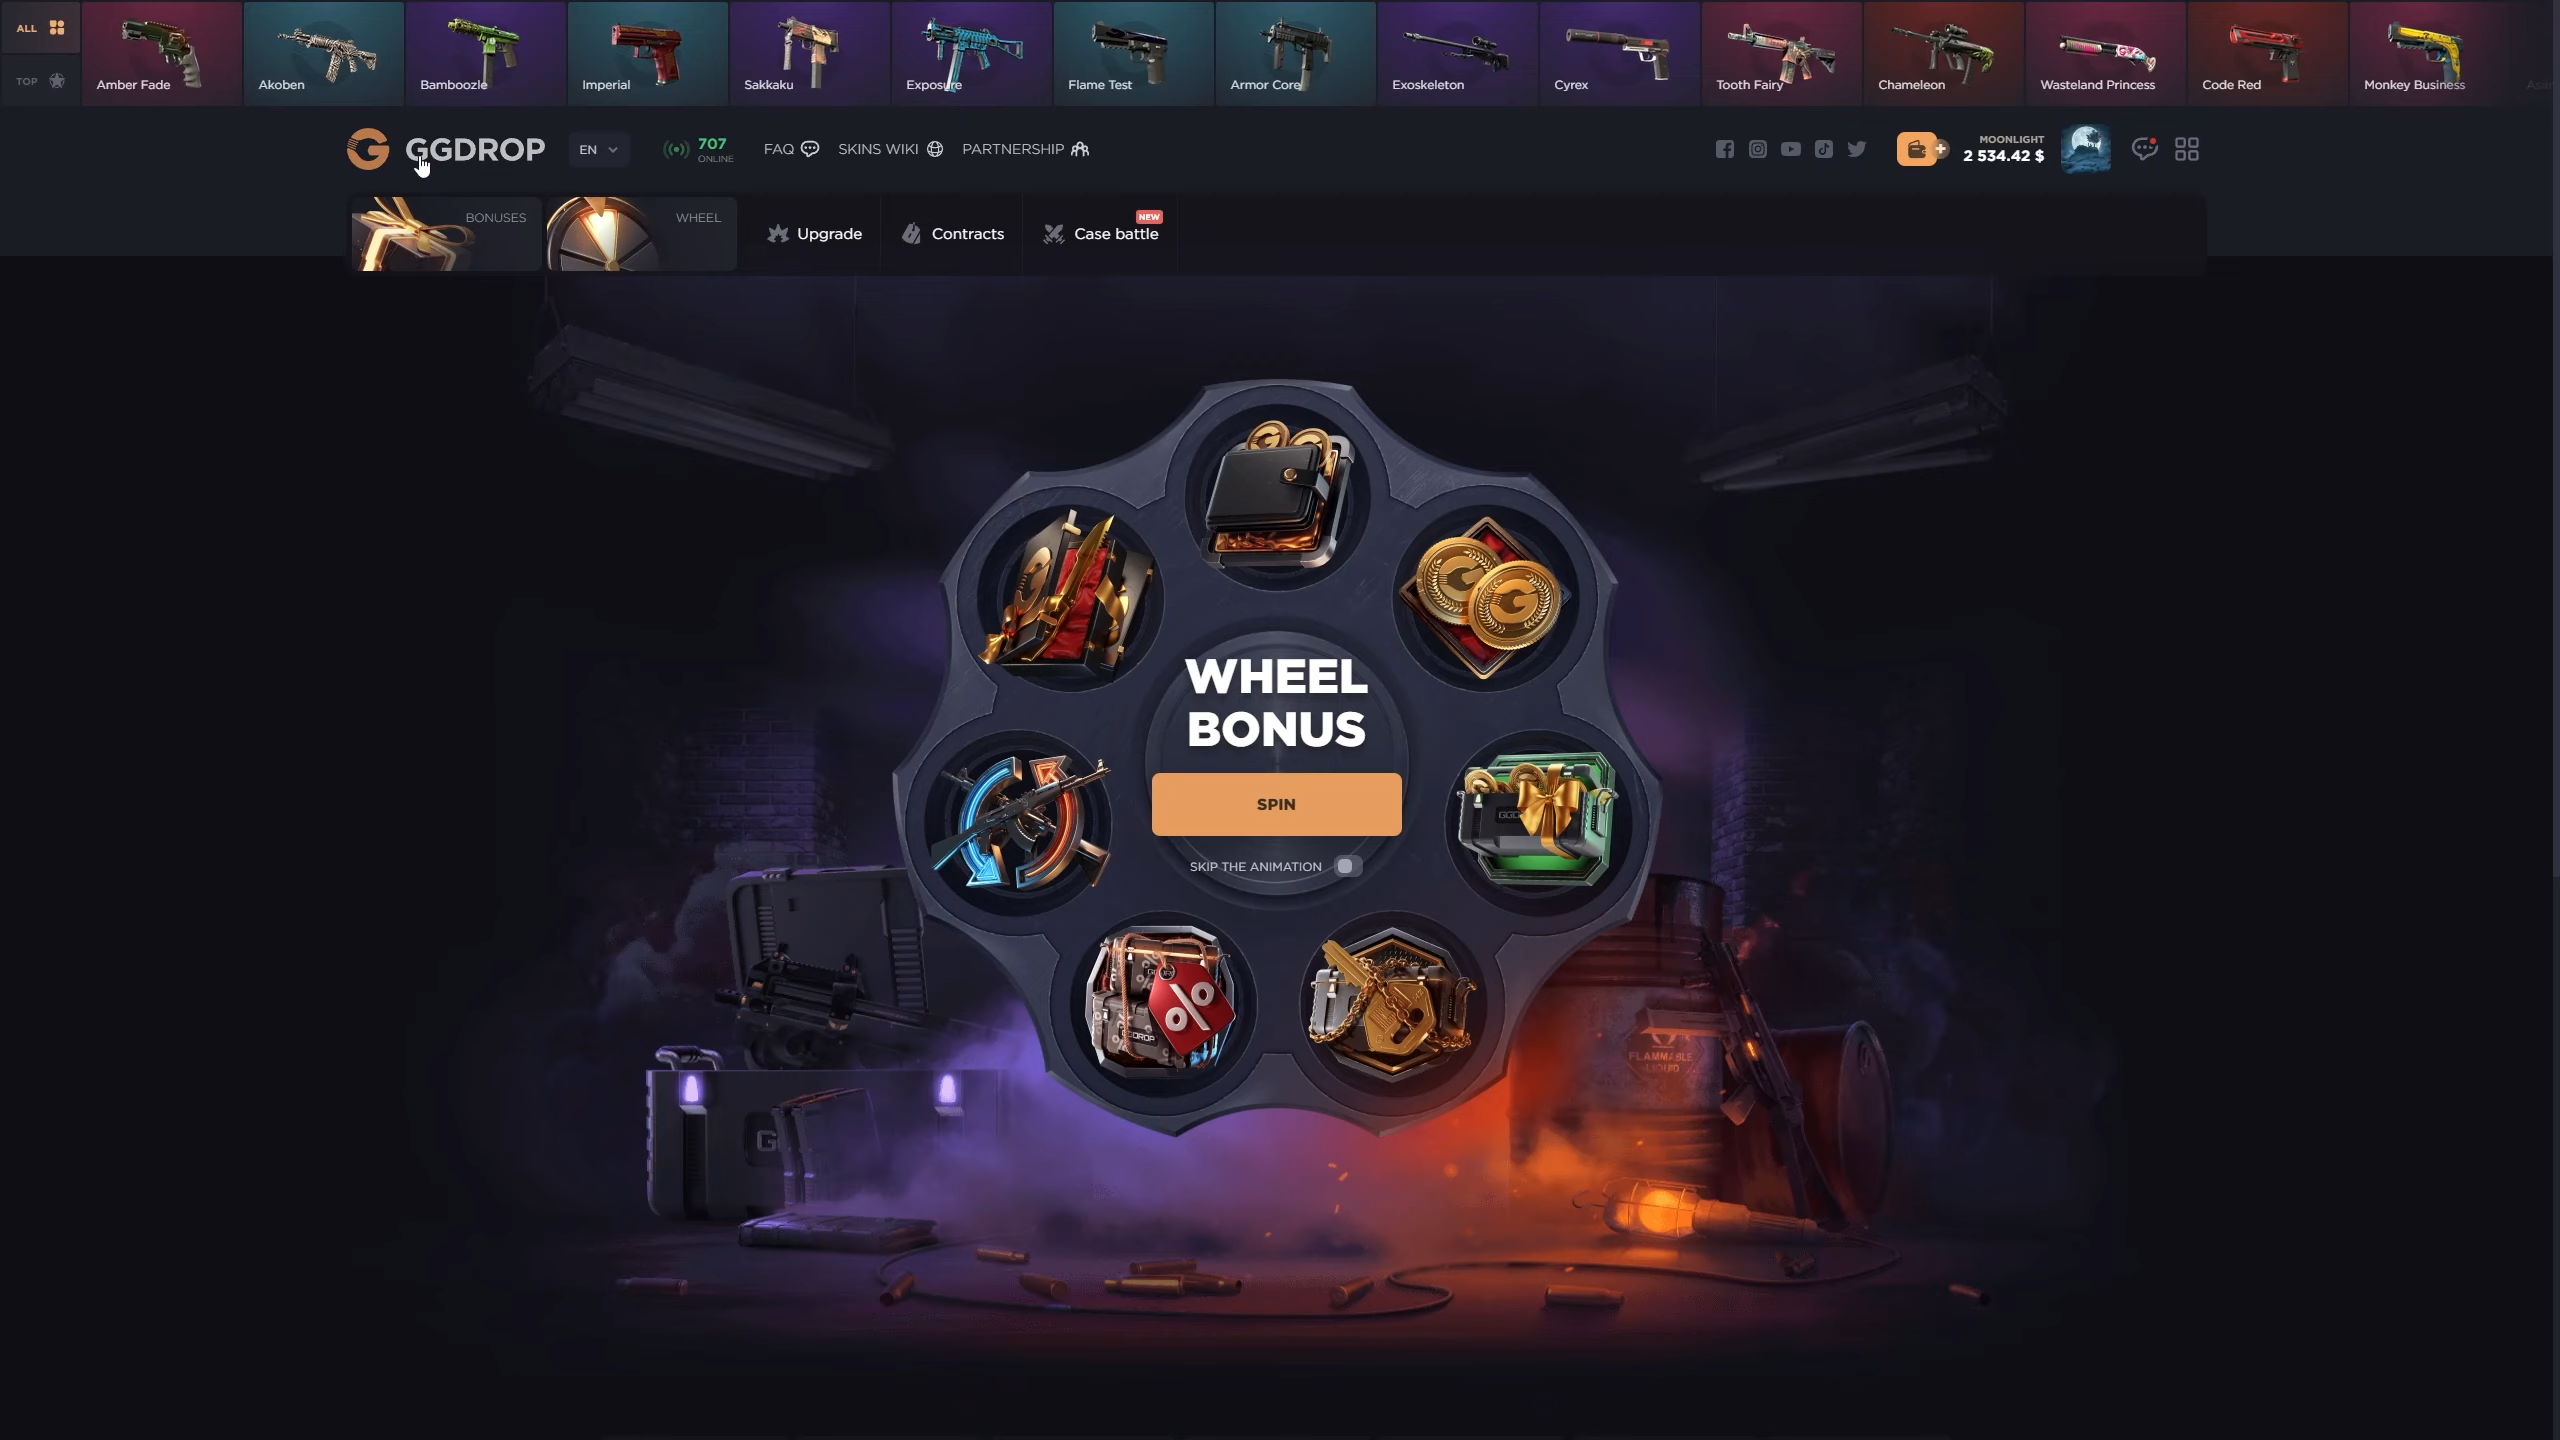 ALL
TOP
Amber Fade
Akoben
Bamboozle
Imperial
Sakkaku
Exposure
Flame Test
Armor Core
Exoskeleton
Cyrex
Tooth Fairy
Chameleon
Wasteland Princess
Code Red
Monkey Business
GGDROP
EN
707
ONLINE
FAQ
SKINS WIKI
PARTNERSHIP
MOONLIGHT
2 534.42 $
BONUSES
WHEEL
Upgrade
Contracts
NEW
Case battle
WHEEL
BONUS
SPIN
SKIP THE ANIMATION
%
FLAMMABLE
LIQUID